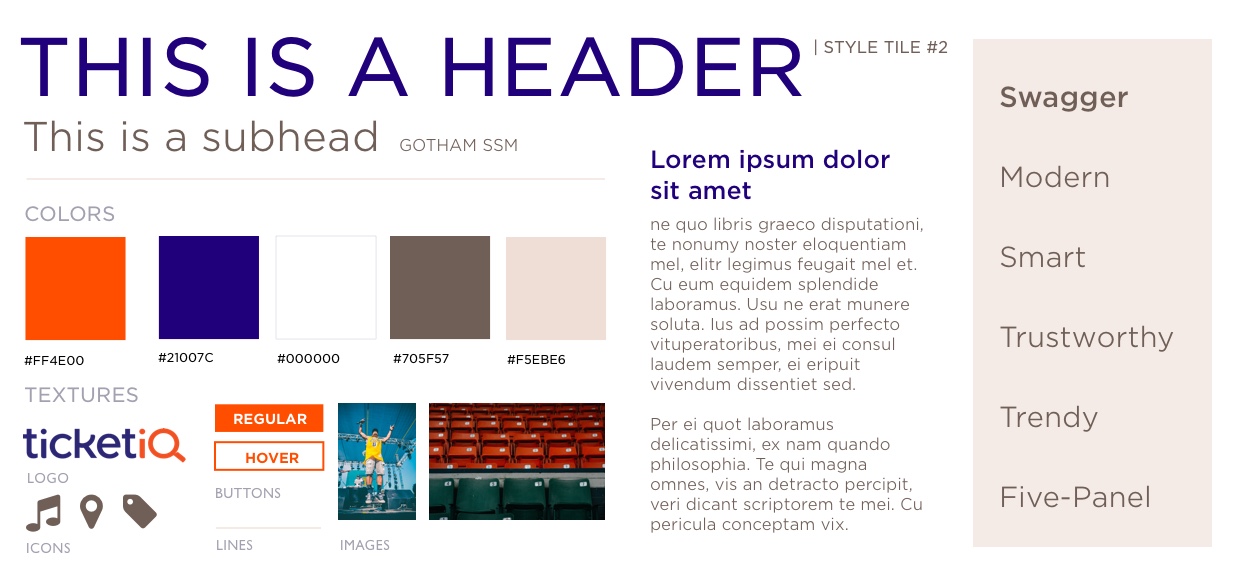 THIS IS A HEADER
| STYLE TILE #2
This is a subhead
GOTHAM SSM
COLORS
#FF4E00
#21007C
#000000
#705F57
#F5EBE6
TEXTURES
ticketiQ
LOGO
ICONS
REGULAR
HOVER
BUTTONS
LINES
IMAGES
Lorem ipsum dolor
sit amet
ne quo libris graeco disputationi,
te nonumy noster eloquentiam
mel, elitr legimus feugait mel et.
Cu eum equidem splendide
laboramus. Usu ne erat munere
soluta. Ius ad possim perfecto
vituperatoribus, mei ei consul
laudem semper, ei eripuit
vivendum dissentiet sed.
Per ei quot laboramus
delicatissimi, ex nam quando
philosophia. Te qui magna
omnes, vis an detracto percipit,
veri dicant scriptorem te mei. Cu
pericula conceptam vix.
Swagger
Modern
Smart
Trustworthy
Trendy
Five-Panel